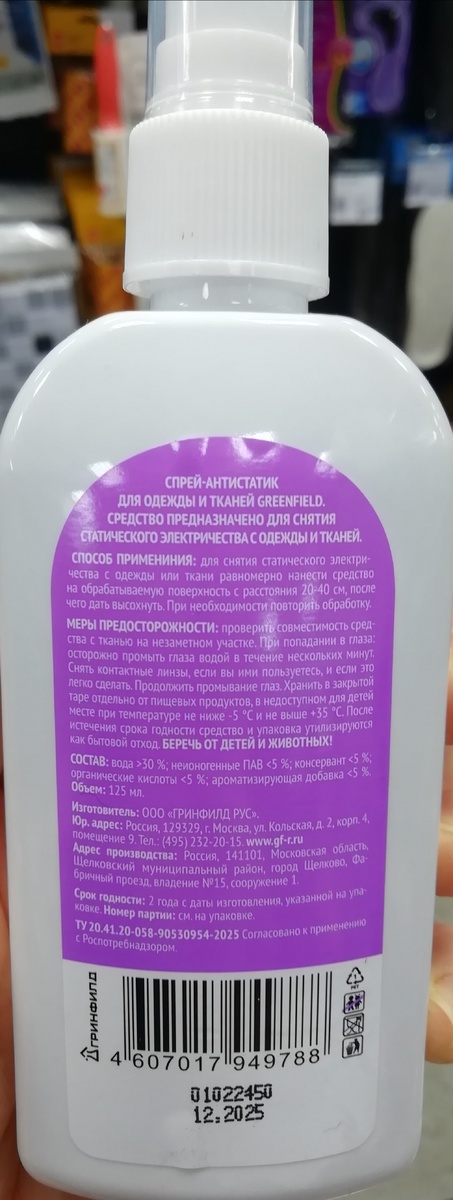 СПРЕЙ-АНТИСТАТИК
ДЛЯ ОДЕЖДЫ И ТКАНЕЙ GREENFIELD.
СРЕДСТВО ПРЕДНАЗНАЧЕНО ДЛЯ СНЯТИЯ
СТАТИЧЕСКОГО ЭЛЕКТРИЧЕСТВА С ОДЕЖДЫ И ТКАНЕЙ.
СПОСОБ ПРИМЕНИНИЯ: для снятия статического электри-
чества с одежды или ткани равномерно нанести средство
на обрабатываемую поверхность с расстояния 20-40 см, после
чего дать высохнуть. При необходимости повторить обработку.
МЕРЫ ПРЕДОСТОРОЖНОСТИ: проверить совместимость сред-
ства с тканью на незаметном участке. При попадании в глаза:
осторожно промыть глаза водой в течение нескольких минут.
Снять контактные линзы, если вы ими пользуетесь, и если это
легко сделать. Продолжить промывание глаз. Хранить в закрытой
таре отдельно от пищевых продуктов, в недоступном для детей
месте при температуре не ниже -5 °C и не выше +35 °C. После
истечения срока годности средство и упаковка утилизируются
как бытовой отход. БЕРЕЧЬ ОТ ДЕТЕЙ И ЖИВОТНЫХ!
СОСТАВ: вода >30 %; неионогенные ПАВ <5 %; консервант <5 %;
органические кислоты <5 %; ароматизирующая добавка <5 %.
Объем: 125 мл.
Изготовитель: ООО «ГРИНФИЛД РУС».
Юр. адрес: Россия, 129329, г. Москва, ул. Кольская, д. 2, корп. 4,
помещение 9. Тел.: (495) 232-20-15. www.gf-r.ru
Адрес производства: Россия, 141101, Московская область,
Щелковский муниципальный район, город Щелково, Фа-
бричный проезд, владение №15, сооружение 1.
Срок годности: 2 года с даты изготовления, указанной на упа-
ковке. Номер партии: см. на упаковке.
ТУ 20.41.20-058-90530954-2025 Согласовано к применению
с Роспотребнадзором.
ГРИНФИЛД
4 607017 949788
PET
01022450
12.2025